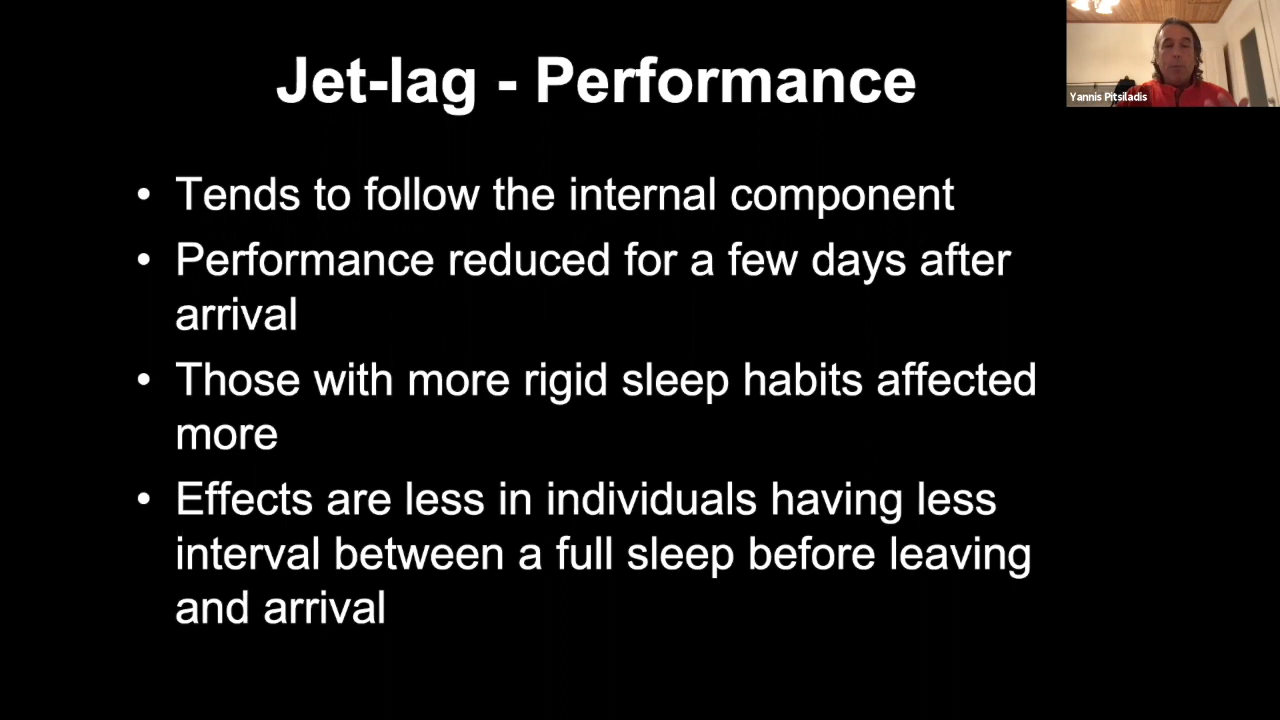 Jet-lag - Performance
Yannis Pitsiladis
• Tends to follow the internal component
• Performance reduced for a few days after
arrival
• Those with more rigid sleep habits affected
more
• Effects are less in individuals having less
interval between a full sleep before leaving
and arrival